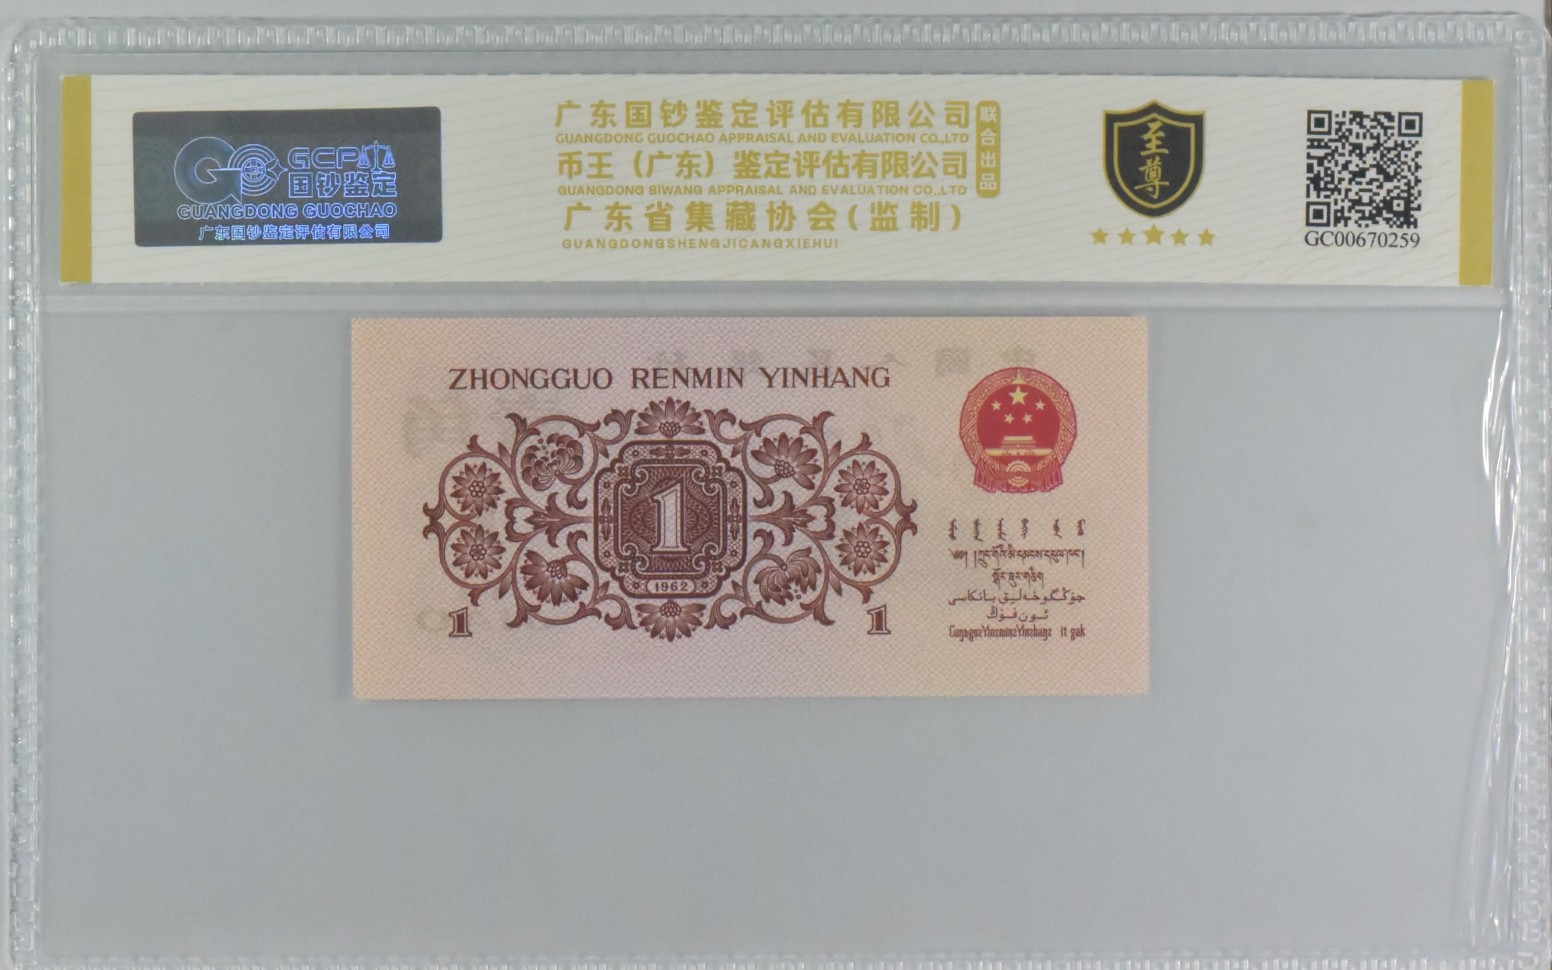 GCP
国钞鉴定
GUANGDONG GUOCHAO
广东国钞鉴定评估有限公司
广东国钞鉴定评估有限公司
GUANGDONG GUOCHAO APPRAISAL AND EVALUATION CO.,LTD
币王（广东）鉴定评估有限公司
GUANGDONG BIWANG APPRAISAL AND EVALUATION CO.,LTD
广东省集藏协会(监制)
GUANGDONGSHENGJICANGXIEHUI
联合出品
至尊
GC00670259
ZHONGGUO RENMIN YINHANG
1
(1962)
1
1
جۇڭگوخەلىق بانكاسى